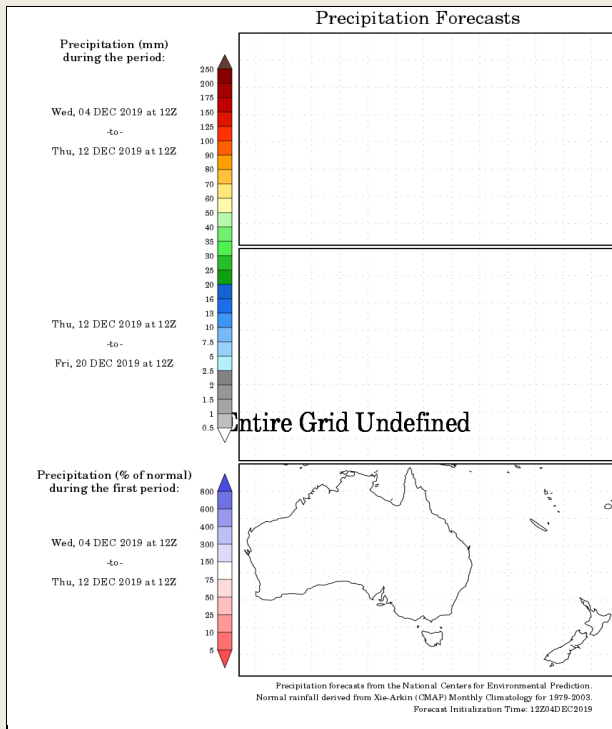 Precipitation Forecasts
Precipitation (mm)
during the period:
Wed, 04 DEC 2019 at 12Z
-to-
Thu, 12 DEC 2019 at 12Z
250
200
175
150
125
100
90
80
70
60
50
40
35
30
25
20
16
13
10
7.5
5
2.5
2
1.5
1
0.5
Thu, 12 DEC 2019 at 12Z
-to-
Fri, 20 DEC 2019 at 12Z
Entire Grid Undefined
Precipitation (% of normal)
during the first period:
Wed, 04 DEC 2019 at 12Z
-to-
Thu, 12 DEC 2019 at 12Z
800
600
400
300
150
75
50
25
10
5
Precipitation forecasts from the National Centers for Environmental Prediction.
Normal rainfall derived from Xie-Arkin (CMAP) Monthly Climatology for 1979-2003.
Forecast Initialization Time: 12Z04DEC2019